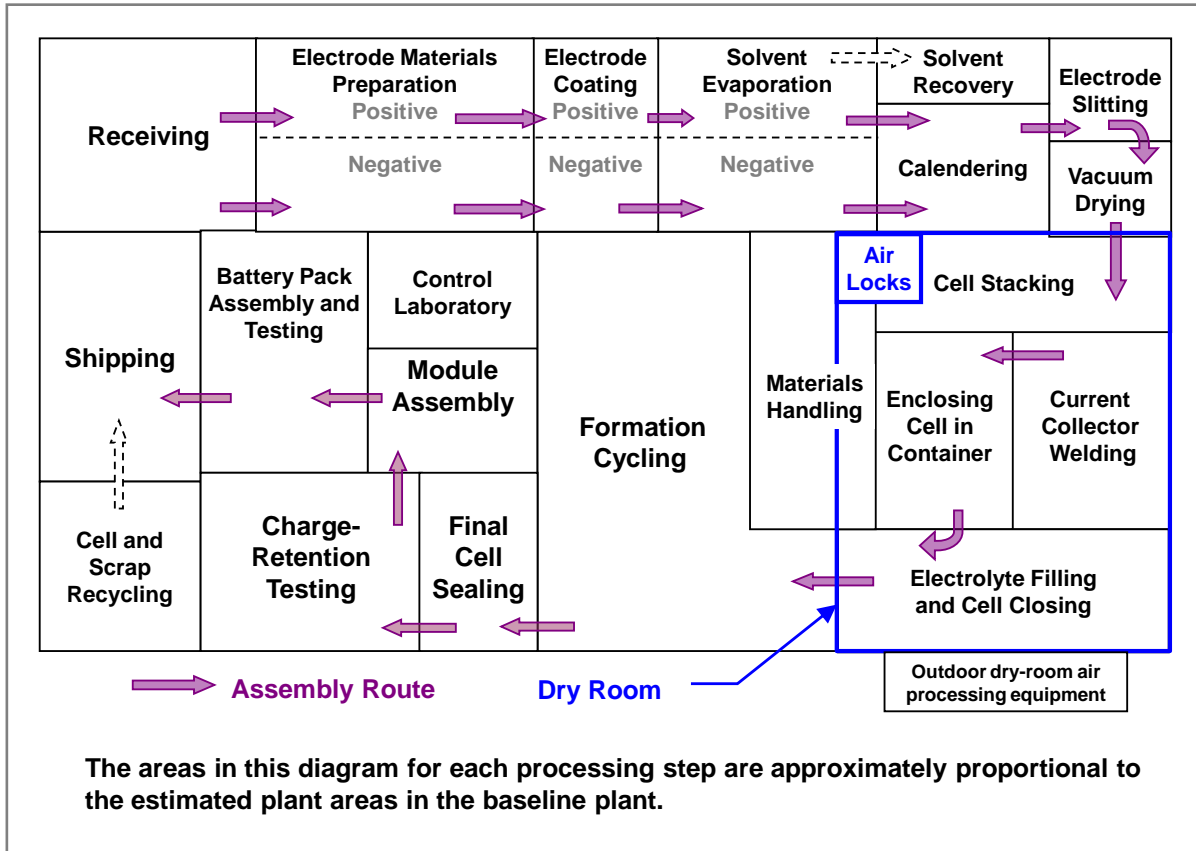 Receiving
Electrode Materials
Preparation
Positive
Negative
Electrode
Coating
Positive
Negative
Solvent
Evaporation
Positive
Negative
Solvent
Recovery
Calendering
Electrode
Slitting
Vacuum
Drying
Air
Locks
Cell Stacking
Current
Collector
Welding
Enclosing
Cell in
Container
Materials
Handling
Electrolyte Filling
and Cell Closing
Formation
Cycling
Final
Cell
Sealing
Charge-
Retention
Testing
Control
Laboratory
Module
Assembly
Battery Pack
Assembly and
Testing
Shipping
Cell and
Scrap
Recycling
Assembly Route
Dry Room
Outdoor dry-room air
processing equipment
The areas in this diagram for each processing step are approximately proportional to
the estimated plant areas in the baseline plant.